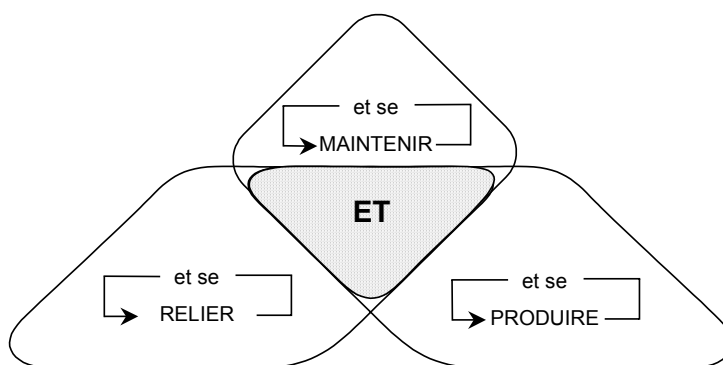 et se
MAINTENIR
ET
et se
RELIER
et se
PRODUIRE